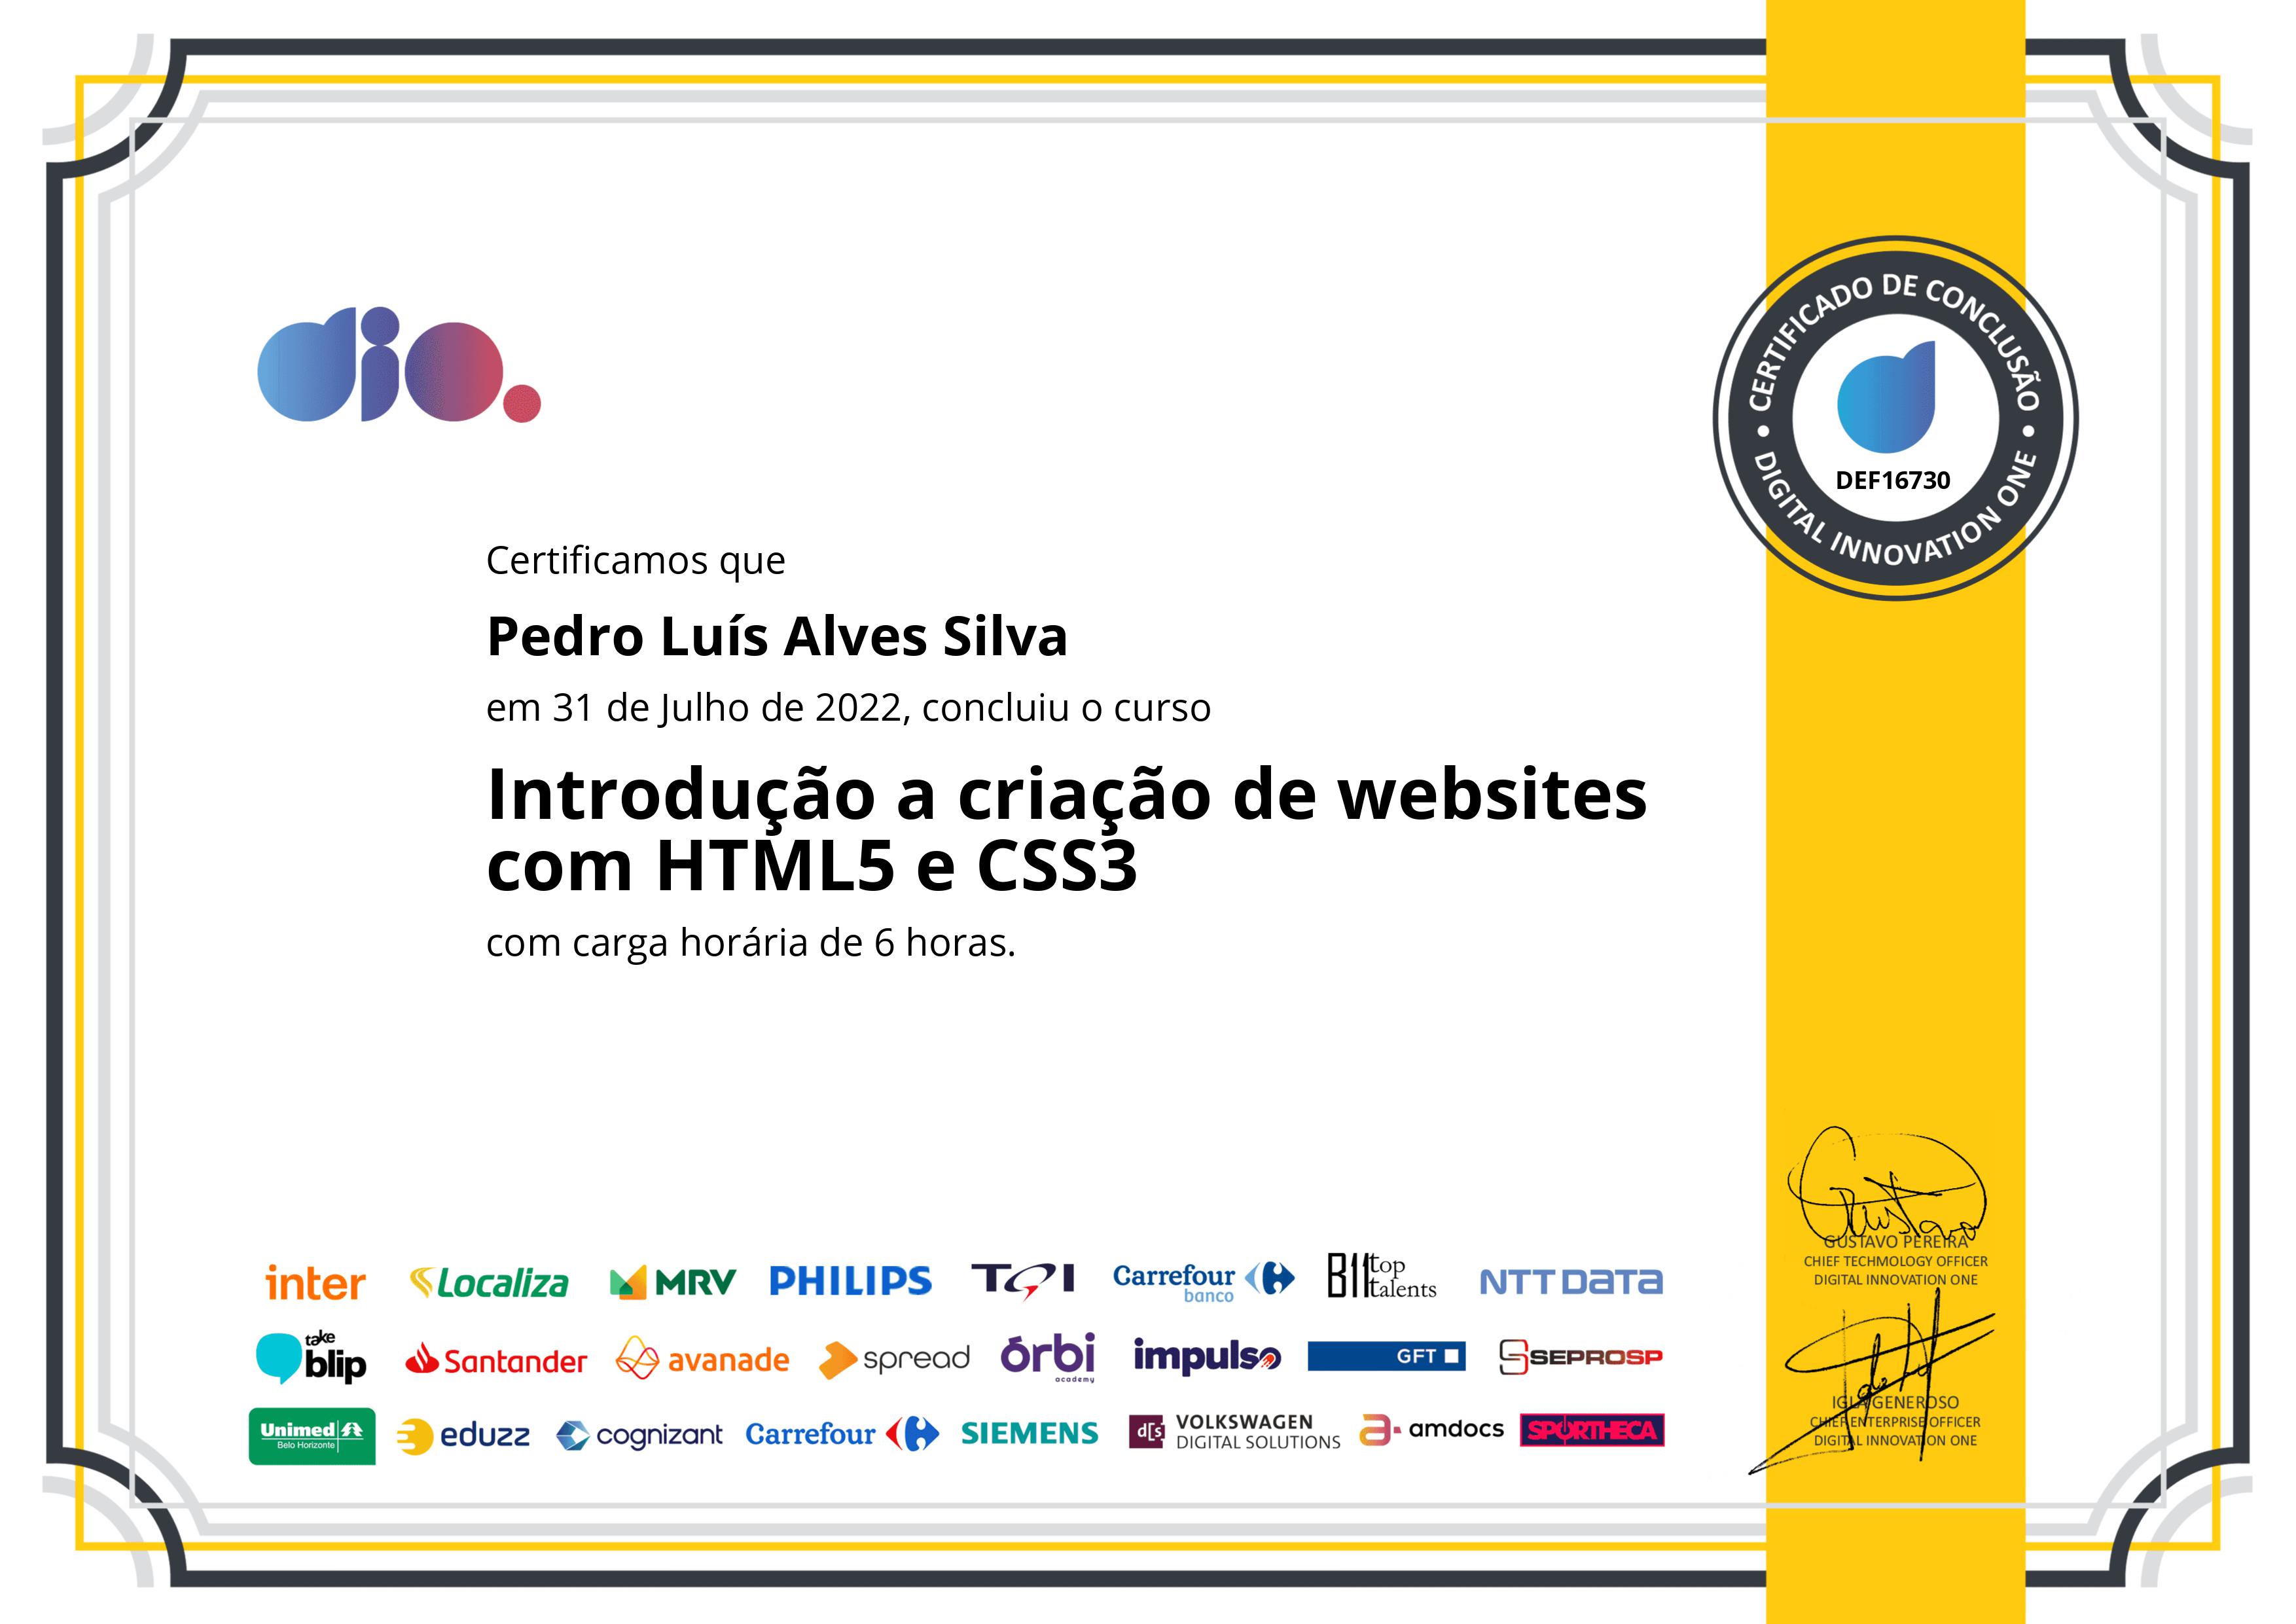 dio.
CERTIFICADO DE CONCLUSÃO
DEF16730
DIGITAL INNOVATION ONE
Certificamos que
Pedro Luís Alves Silva
em 31 de Julho de 2022, concluiu o curso
Introdução a criação de websites
com HTML5 e CSS3
com carga horária de 6 horas.
GUSTAVO PEREIRA
CHIEF TECHMOLOGY OFFICER
DIGITAL INNOVATION ONE
IGLA GENEROSO
CHIEF ENTERPRISE OFFICER
DIGITAL INNOVATION ONE
inter Localiza MRV PHILIPS TQI Carrefour banco B11 top talents NTT DATA
take blip Santander avanade spread órbi academy impulso GFT SEPROSP
Unimed Belo Horizonte eduzz cognizant Carrefour SIEMENS d[s VOLKSWAGEN DIGITAL SOLUTIONS a amdocs SPORTHECA